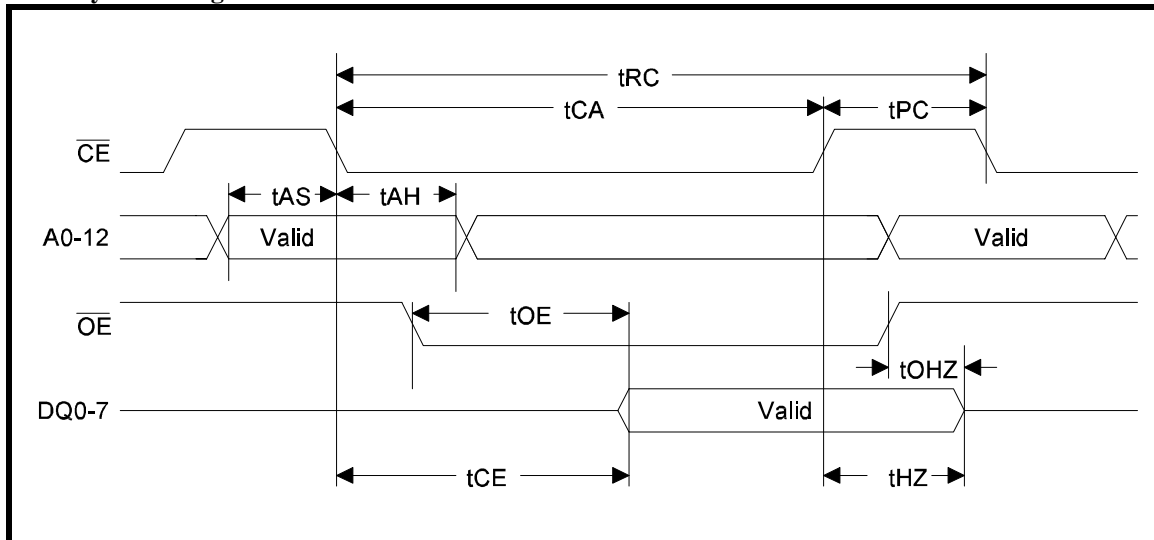 tRC
tCA
tPC
CE
tAS
tAH
A0-12
Valid
Valid
OE
tOE
tOHZ
DQ0-7
Valid
tCE
tHZ